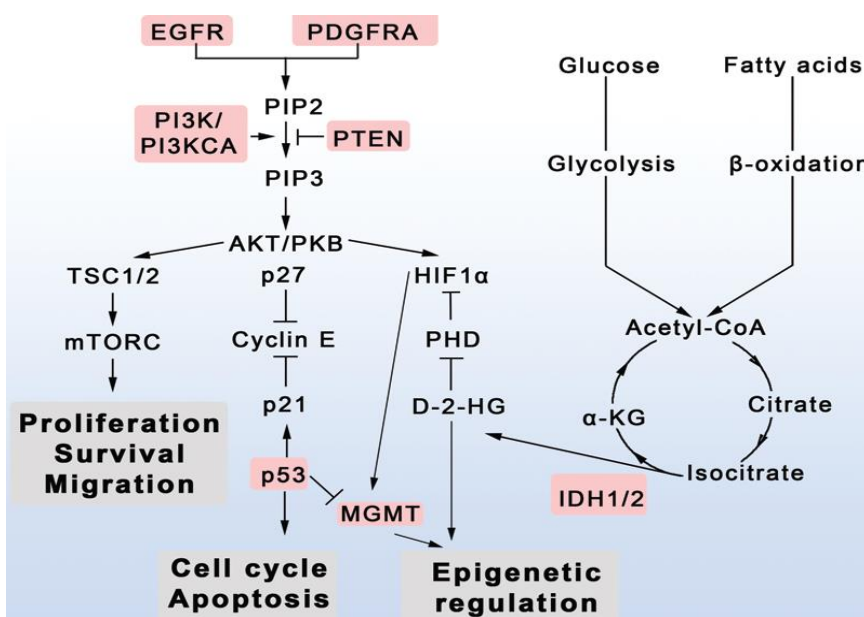 EGFR
PDGFRA
PIP2
PI3K/
PI3KCA
PTEN
PIP3
AKT/PKB
TSC1/2
p27
HIF1α
mTORC
Cyclin E
PHD
p21
D-2-HG
Proliferation
Survival
Migration
p53
MGMT
Cell cycle
Apoptosis
Epigenetic
regulation
Glucose
Fatty acids
Glycolysis
β-oxidation
Acetyl-CoA
α-KG
Citrate
Isocitrate
IDH1/2